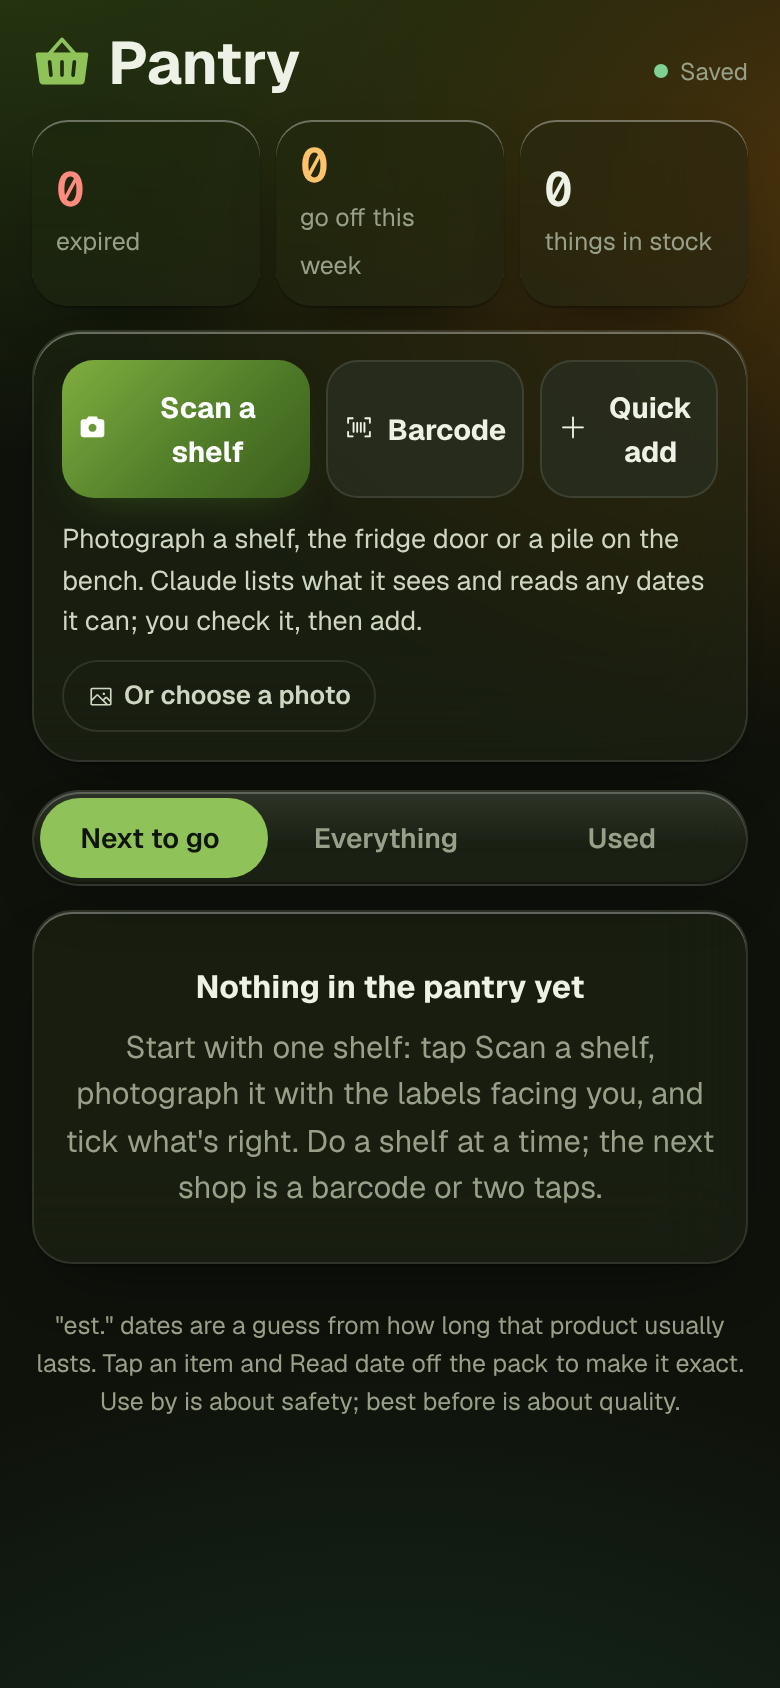 Pantry
Saved
0
expired
0
go off this
week
0
things in stock
Scan a
shelf
Barcode
Quick
add
Photograph a shelf, the fridge door or a pile on the
bench. Claude lists what it sees and reads any dates
it can; you check it, then add.
Or choose a photo
Next to go
Everything
Used
Nothing in the pantry yet
Start with one shelf: tap Scan a shelf,
photograph it with the labels facing you, and
tick what's right. Do a shelf at a time; the next
shop is a barcode or two taps.
"est." dates are a guess from how long that product usually
lasts. Tap an item and Read date off the pack to make it exact.
Use by is about safety; best before is about quality.